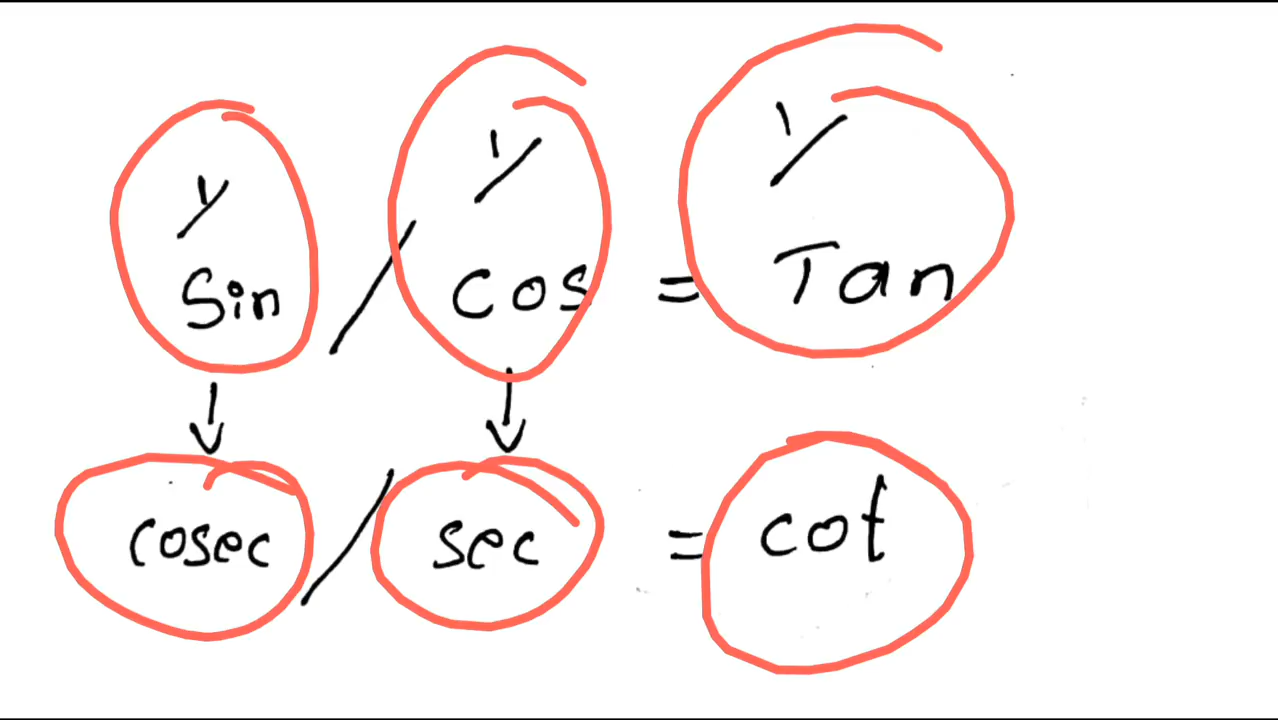 1/ 1/ 1/
Sin / Cos = Tan
cosec / sec = cot